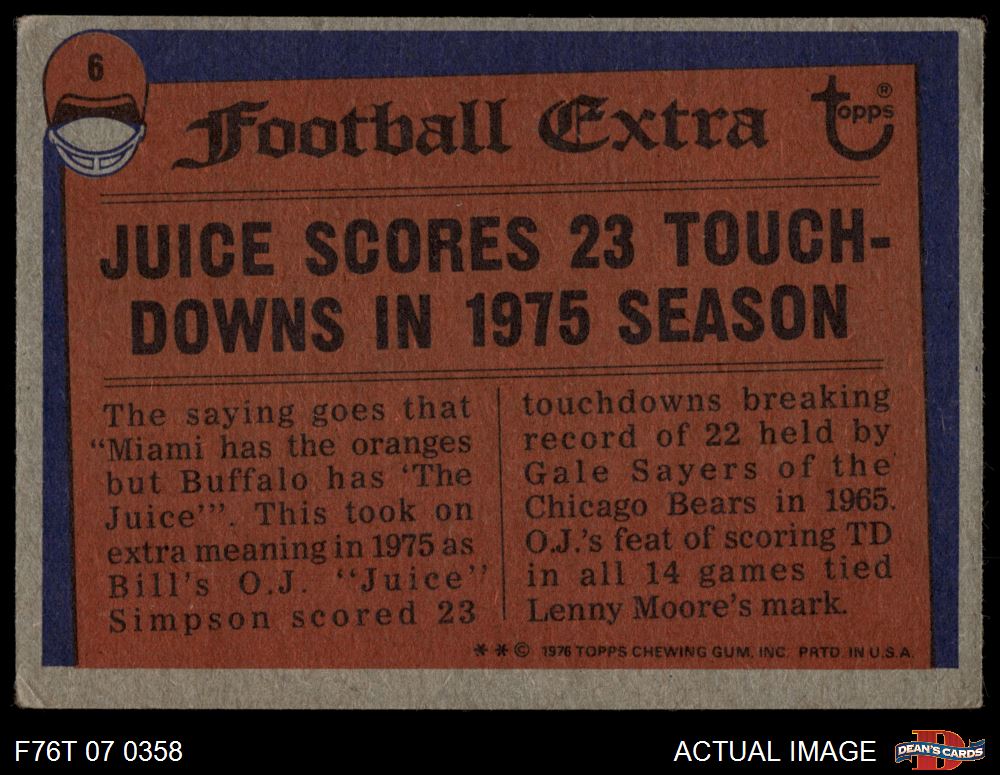 6
Football Extra
topps®
JUICE SCORES 23 TOUCH-
DOWNS IN 1975 SEASON
The saying goes that
“Miami has the oranges
but Buffalo has ‘The
Juice’”. This took on
extra meaning in 1975 as
Bill's O.J. “Juice”
Simpson scored 23
touchdowns breaking
record of 22 held by
Gale Sayers of the
Chicago Bears in 1965.
O.J.'s feat of scoring TD
in all 14 games tied
Lenny Moore's mark.
* * © 1976 TOPPS CHEWING GUM, INC. PRTD. IN U.S.A.
F76T 07 0358
ACTUAL IMAGE
D
DEAN'S CARDS